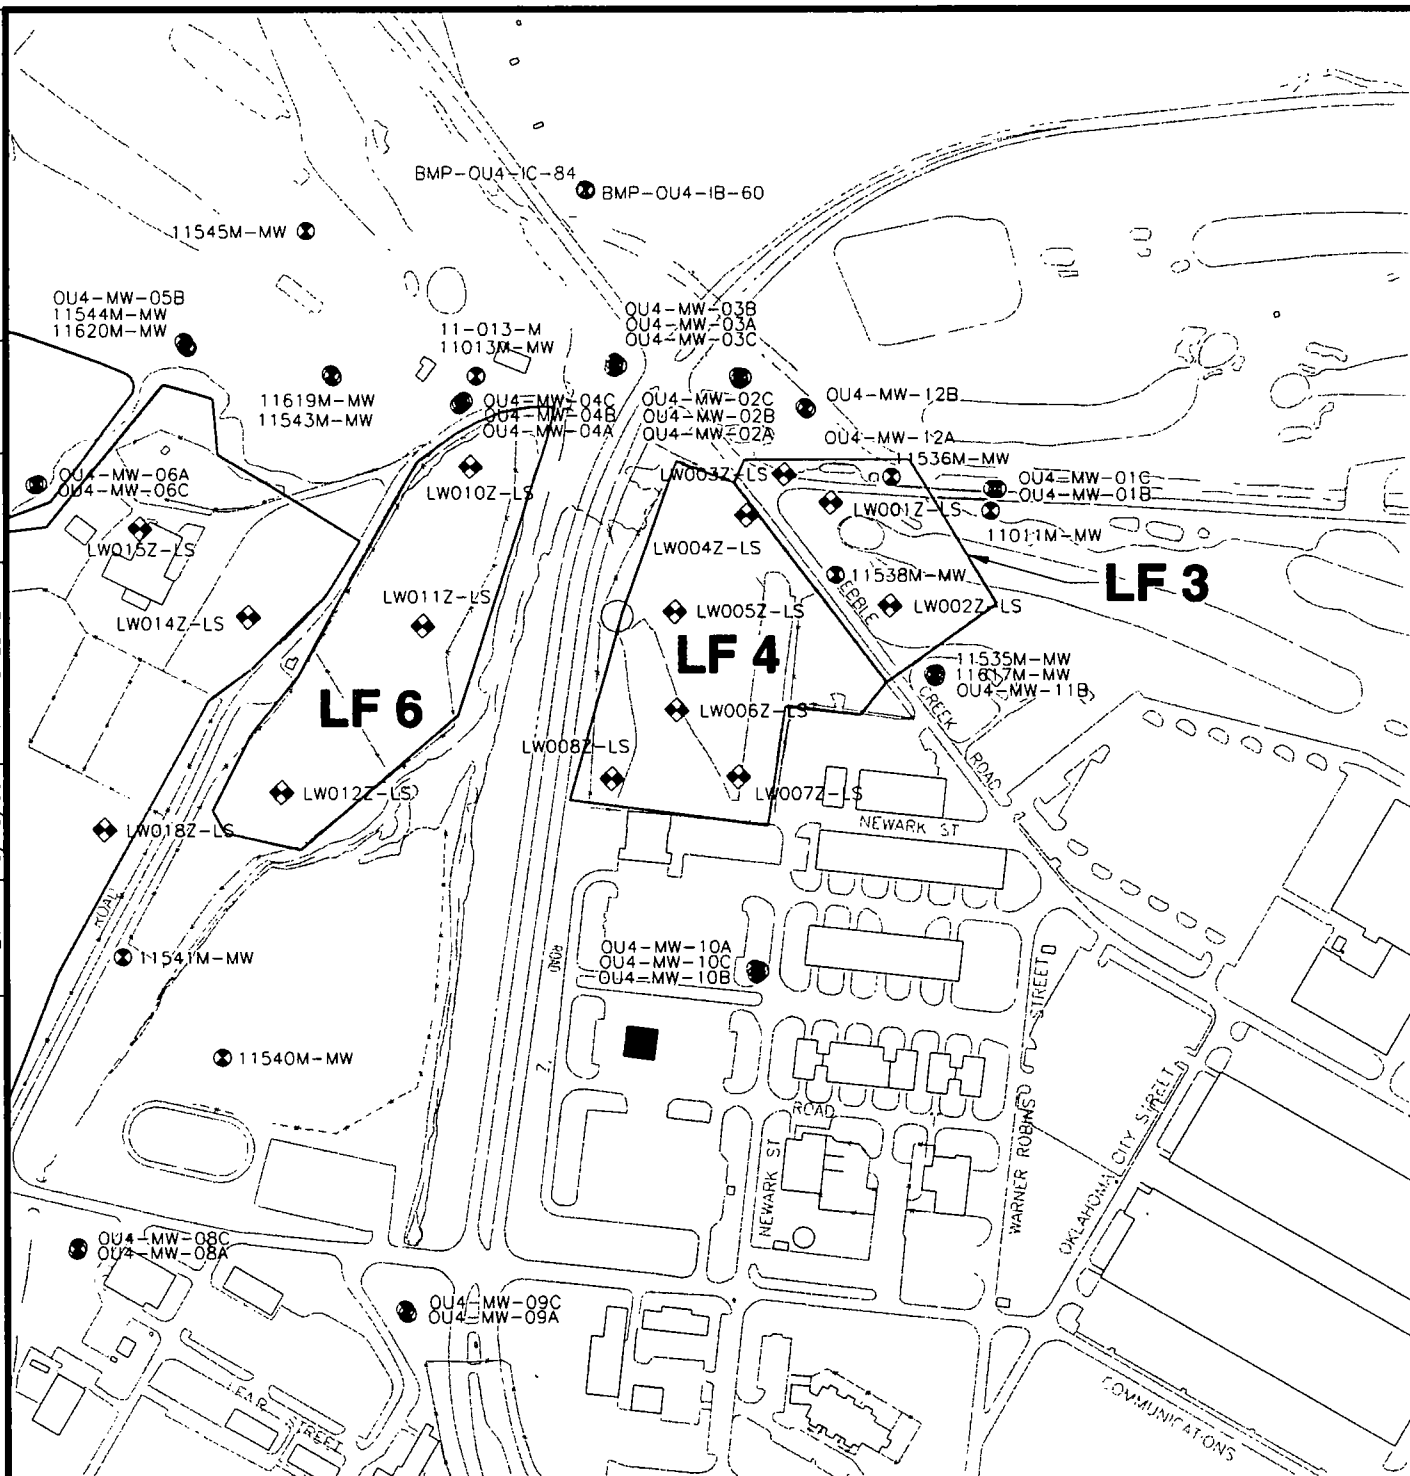 BMP-OU4-1C-84
BMP-OU4-1B-60
11545M-MW
OU4-MW-05B
11544M-MW
11620M-MW
11-013-M
11013M-MW
OU4-MW-03B
OU4-MW-03A
OU4-MW-03C
11619M-MW
11543M-MW
OU4-MW-04C
OU4-MW-04B
OU4-MW-04A
OU4-MW-02C
OU4-MW-02B
OU4-MW-02A
OU4-MW-12B
OU4-MW-12A
11536M-MW
OU4-MW-06A
OU4-MW-06C
LW010Z-LS
LW003Z-LS
OU4-MW-01C
OU4-MW-01B
LW001Z-LS
11011M-MW
LW015Z-LS
LW004Z-LS
11538M-MW
LF 3
LW011Z-LS
LW005Z-LS
LW002Z-LS
LW014Z-LS
LF 4
11535M-MW
11617M-MW
OU4-MW-11B
LF 6
LW006Z-LS
CREEK
ROAD
LW008Z-LS
LW012Z-LS
LW007Z-LS
LW018Z-LS
NEWARK ST
ROAD
11541M-MW
OU4-MW-10A
OU4-MW-10C
OU4-MW-10B
ROAD
STREET
WARNER ROBINS
11540M-MW
ROAD
NEWARK ST
OKLAHOMA CITY STREET
OU4-MW-08C
OU4-MW-08A
OU4-MW-09C
OU4-MW-09A
STREET
COMMUNICATIONS